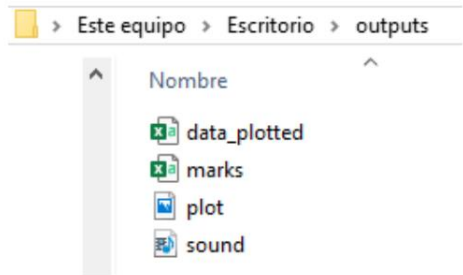 Este equipo > Escritorio > outputs
Nombre
data_plotted
marks
plot
sound